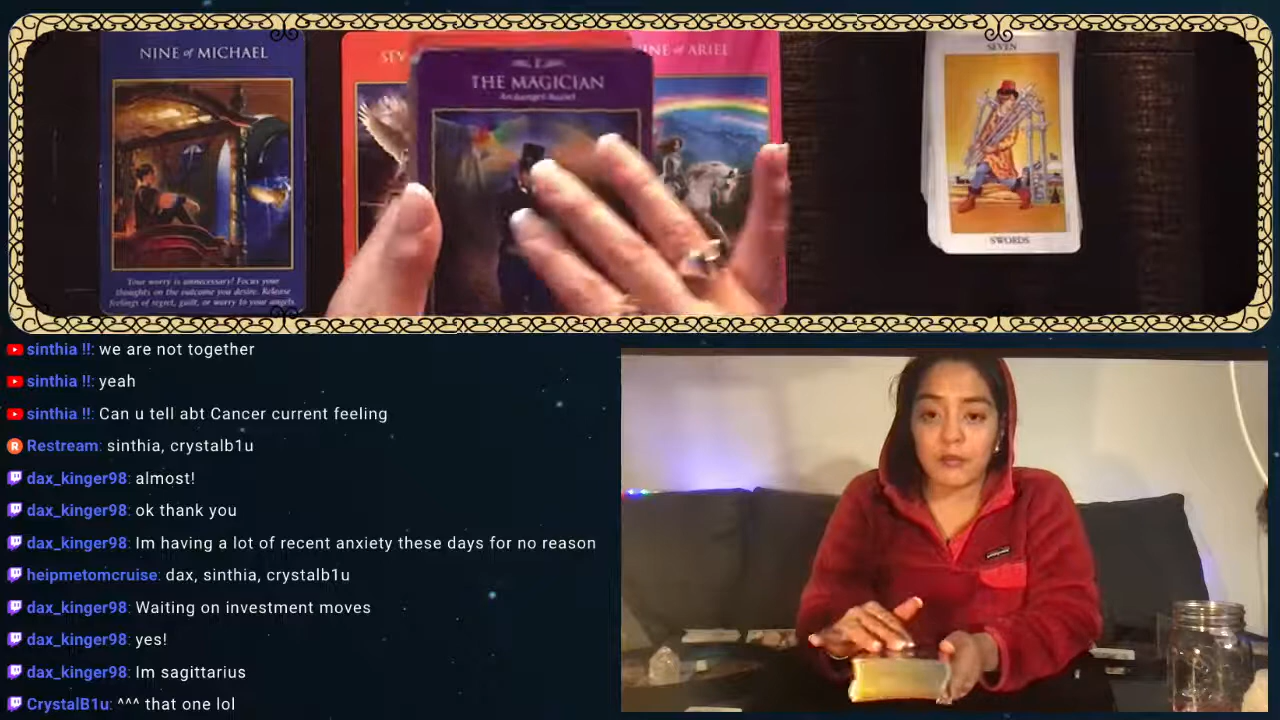 NINE of MICHAEL
Your worry is unnecessary! Focus your
thoughts on the outcome you desire. Release
feelings of regret, guilt, or worry to your angels.
THE MAGICIAN
of ARIEL
SEVEN
SWORDS
sinthia !!: we are not together
sinthia !!: yeah
sinthia !!: Can u tell abt Cancer current feeling
Restream: sinthia, crystalb1u
dax_kinger98: almost!
dax_kinger98: ok thank you
dax_kinger98: Im having a lot of recent anxiety these days for no reason
heipmetomcruise: dax, sinthia, crystalb1u
dax_kinger98: Waiting on investment moves
dax_kinger98: yes!
dax_kinger98: Im sagittarius
CrystalB1u: ^^^ that one lol